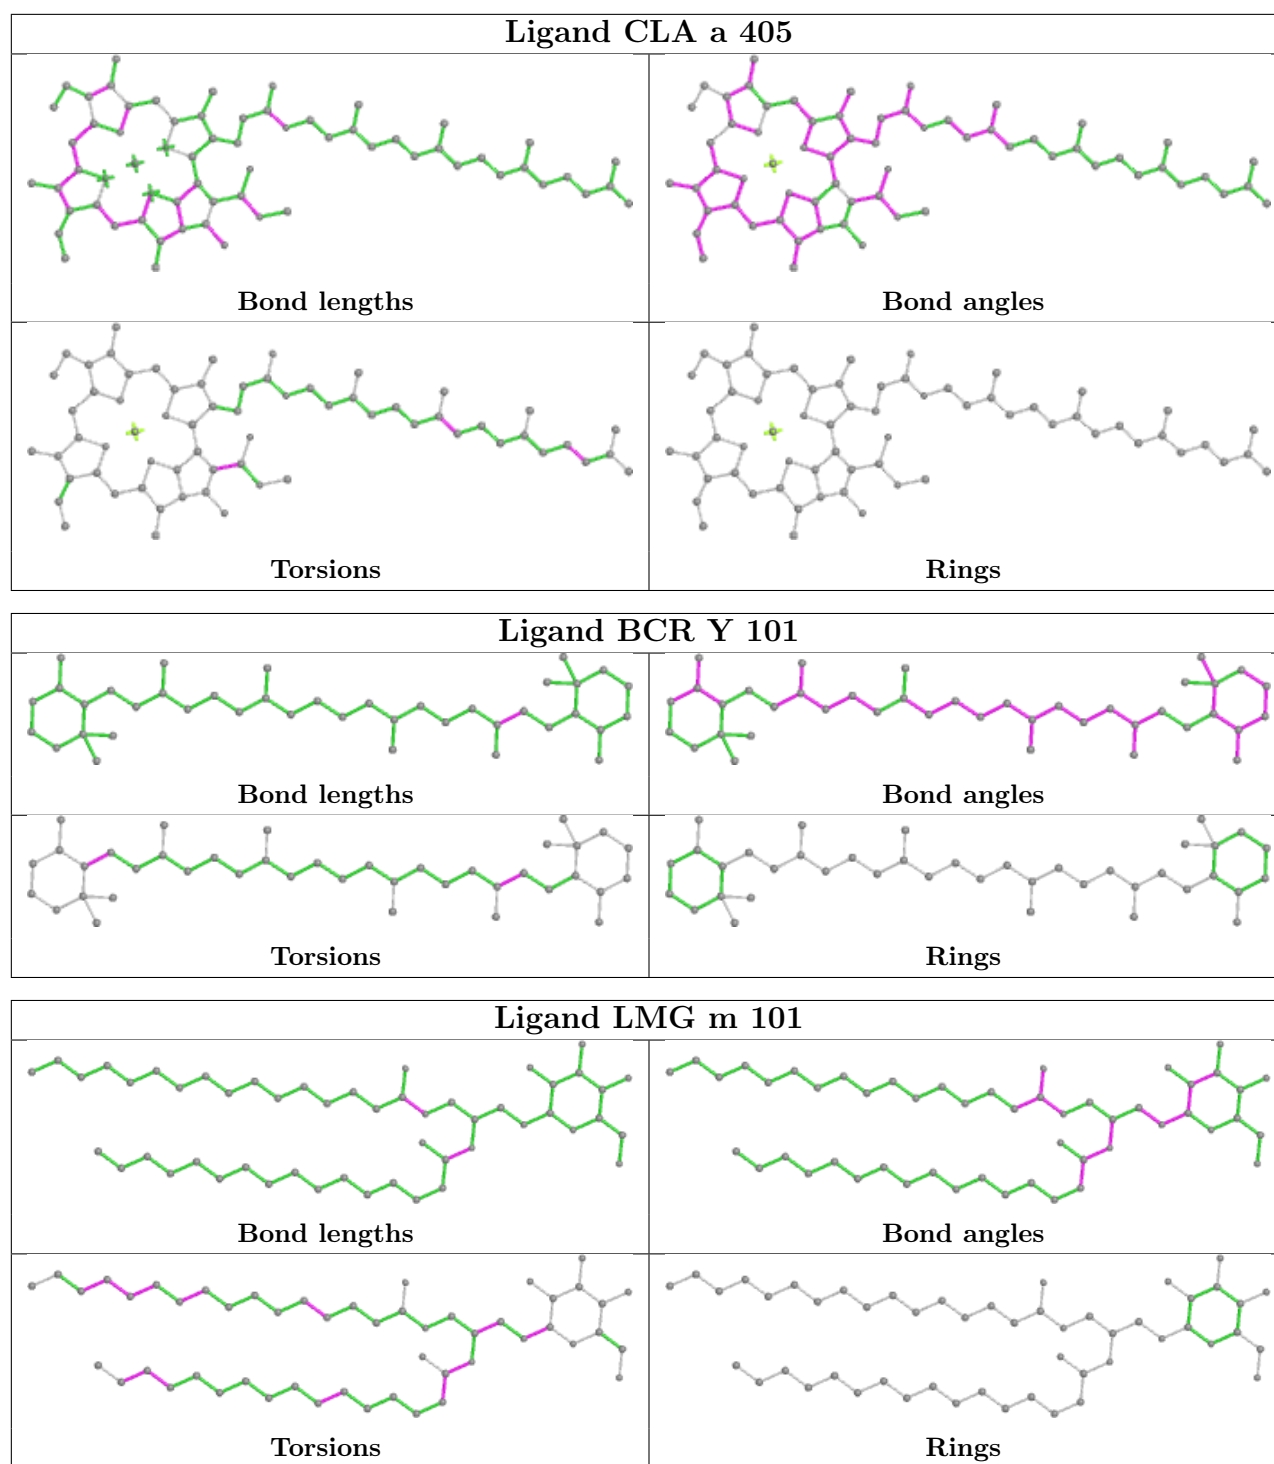 Ligand CLA a 405
Bond lengths
Bond angles
Torsions
Rings
Ligand BCR Y 101
Bond lengths
Bond angles
Torsions
Rings
Ligand LMG m 101
Bond lengths
Bond angles
Torsions
Rings